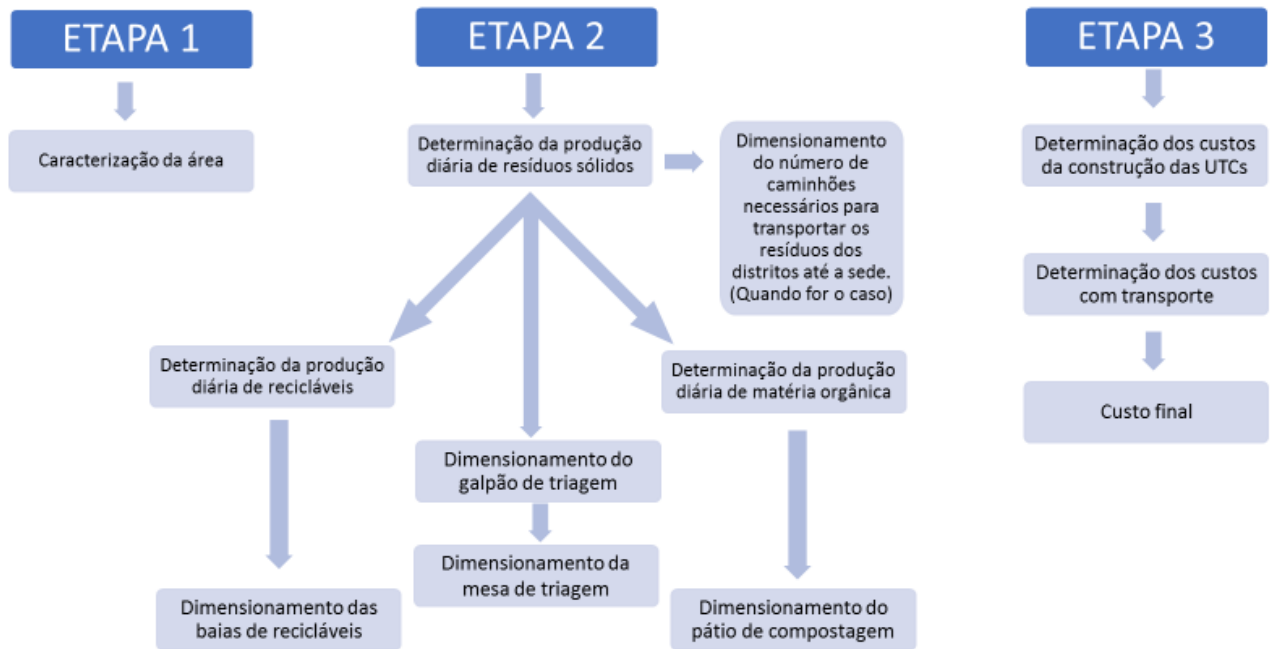 ETAPA 1
Caracterização da área
ETAPA 2
Determinação da produção
diária de resíduos sólidos
Dimensionamento
do número de
caminhões
necessários para
transportar os
resíduos dos
distritos até a sede.
(Quando for o caso)
Determinação da produção
diária de recicláveis
Dimensionamento das
baias de recicláveis
Dimensionamento do
galpão de triagem
Dimensionamento da
mesa de triagem
Determinação da produção
diária de matéria orgânica
Dimensionamento do
pátio de compostagem
ETAPA 3
Determinação dos custos
da construção das UTCs
Determinação dos custos
com transporte
Custo final